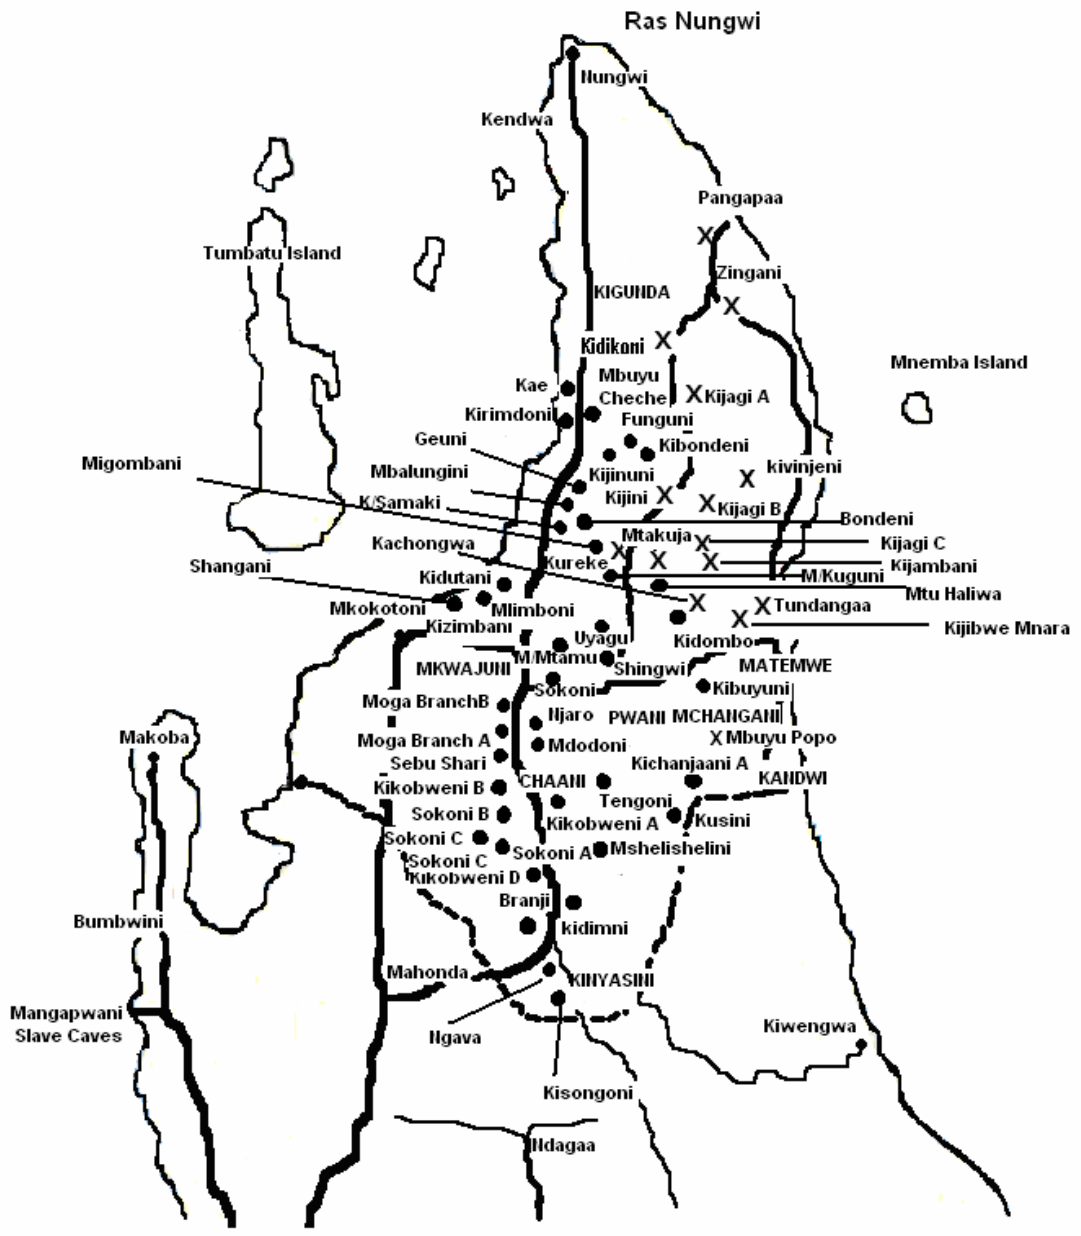 Ras Nungwi
Nungwi
Kendwa
Pangapaa
X
Tumbatu Island
Zingani
KIGUNDA
X
Kidikoni
X
Mnemba Island
Kae
Mbuyu
Cheche
X
Kijagi A
Kirimdoni
Funguni
Geuni
Kibondeni
Migombani
Mbalungini
Kijinuni
kivinjeni
X
K/Samaki
Kijini
X
X
Kijagi B
Bondeni
Kachongwa
Mtakuja
X
Kijagi C
Shangani
Kureke
X
X
X
Kijambani
Kidutani
M/Kuguni
Mtu Haliwa
Mkokotoni
Mlimboni
X
X
Tundangaa
Kizimbani
Uyagu
Kidombo
X
Kijibwe Mnara
MKWAJUNI
M/Mtamu
Shingwi
MATEMWE
Sokoni
Kibuyuni
Moga BranchB
Njaro
PWANI MCHANGANI
Makoba
Moga Branch A
Mdodoni
X
Mbuyu Popo
Sebu Shari
Kichanjaani A
Kikobweni B
CHAANI
KANDWI
Tengoni
Sokoni B
Kikobweni A
Kusini
Sokoni C
Sokoni A
Mshelishelini
Sokoni C
Kikobweni D
Branji
Bumbwini
kidimni
Mahonda
KINYASINI
Mangapwani
Slave Caves
Ngava
Kiwengwa
Kisongoni
Ndagaa